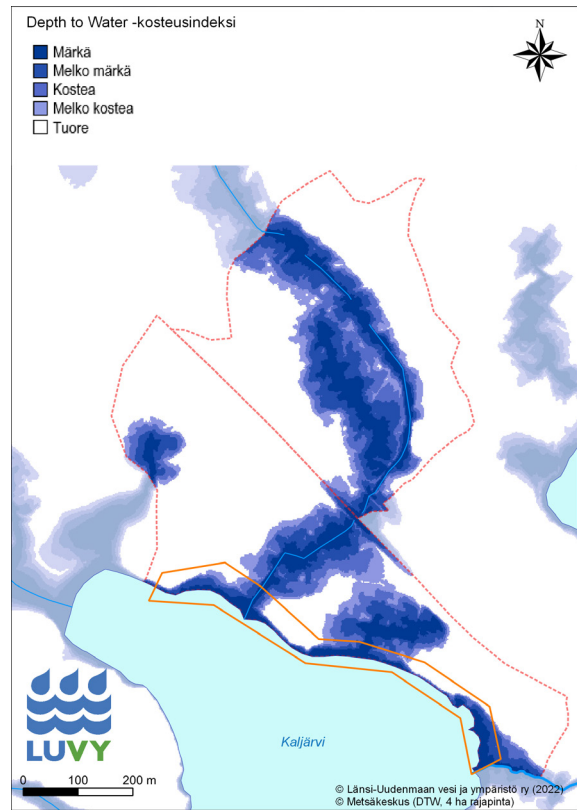 Depth to Water -kosteusindeksi
N
Märkä
Melko märkä
Kostea
Melko kostea
Tuore
Kaljärvi
LUVY
0 100 200 m
© Länsi-Uudenmaan vesi ja ympäristö ry (2022)
© Metsäkeskus (DTW, 4 ha rajapinta)